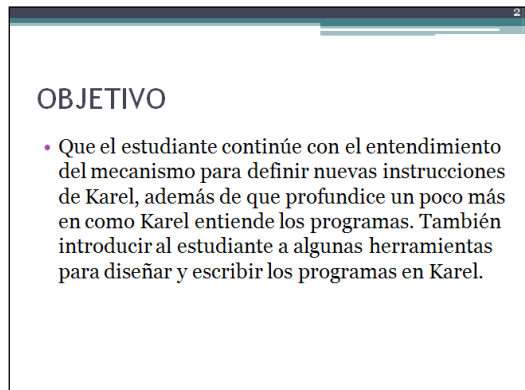 2
OBJETIVO
• Que el estudiante continúe con el entendimiento
del mecanismo para definir nuevas instrucciones
de Karel, además de que profundice un poco más
en como Karel entiende los programas. También
introducir al estudiante a algunas herramientas
para diseñar y escribir los programas en Karel.